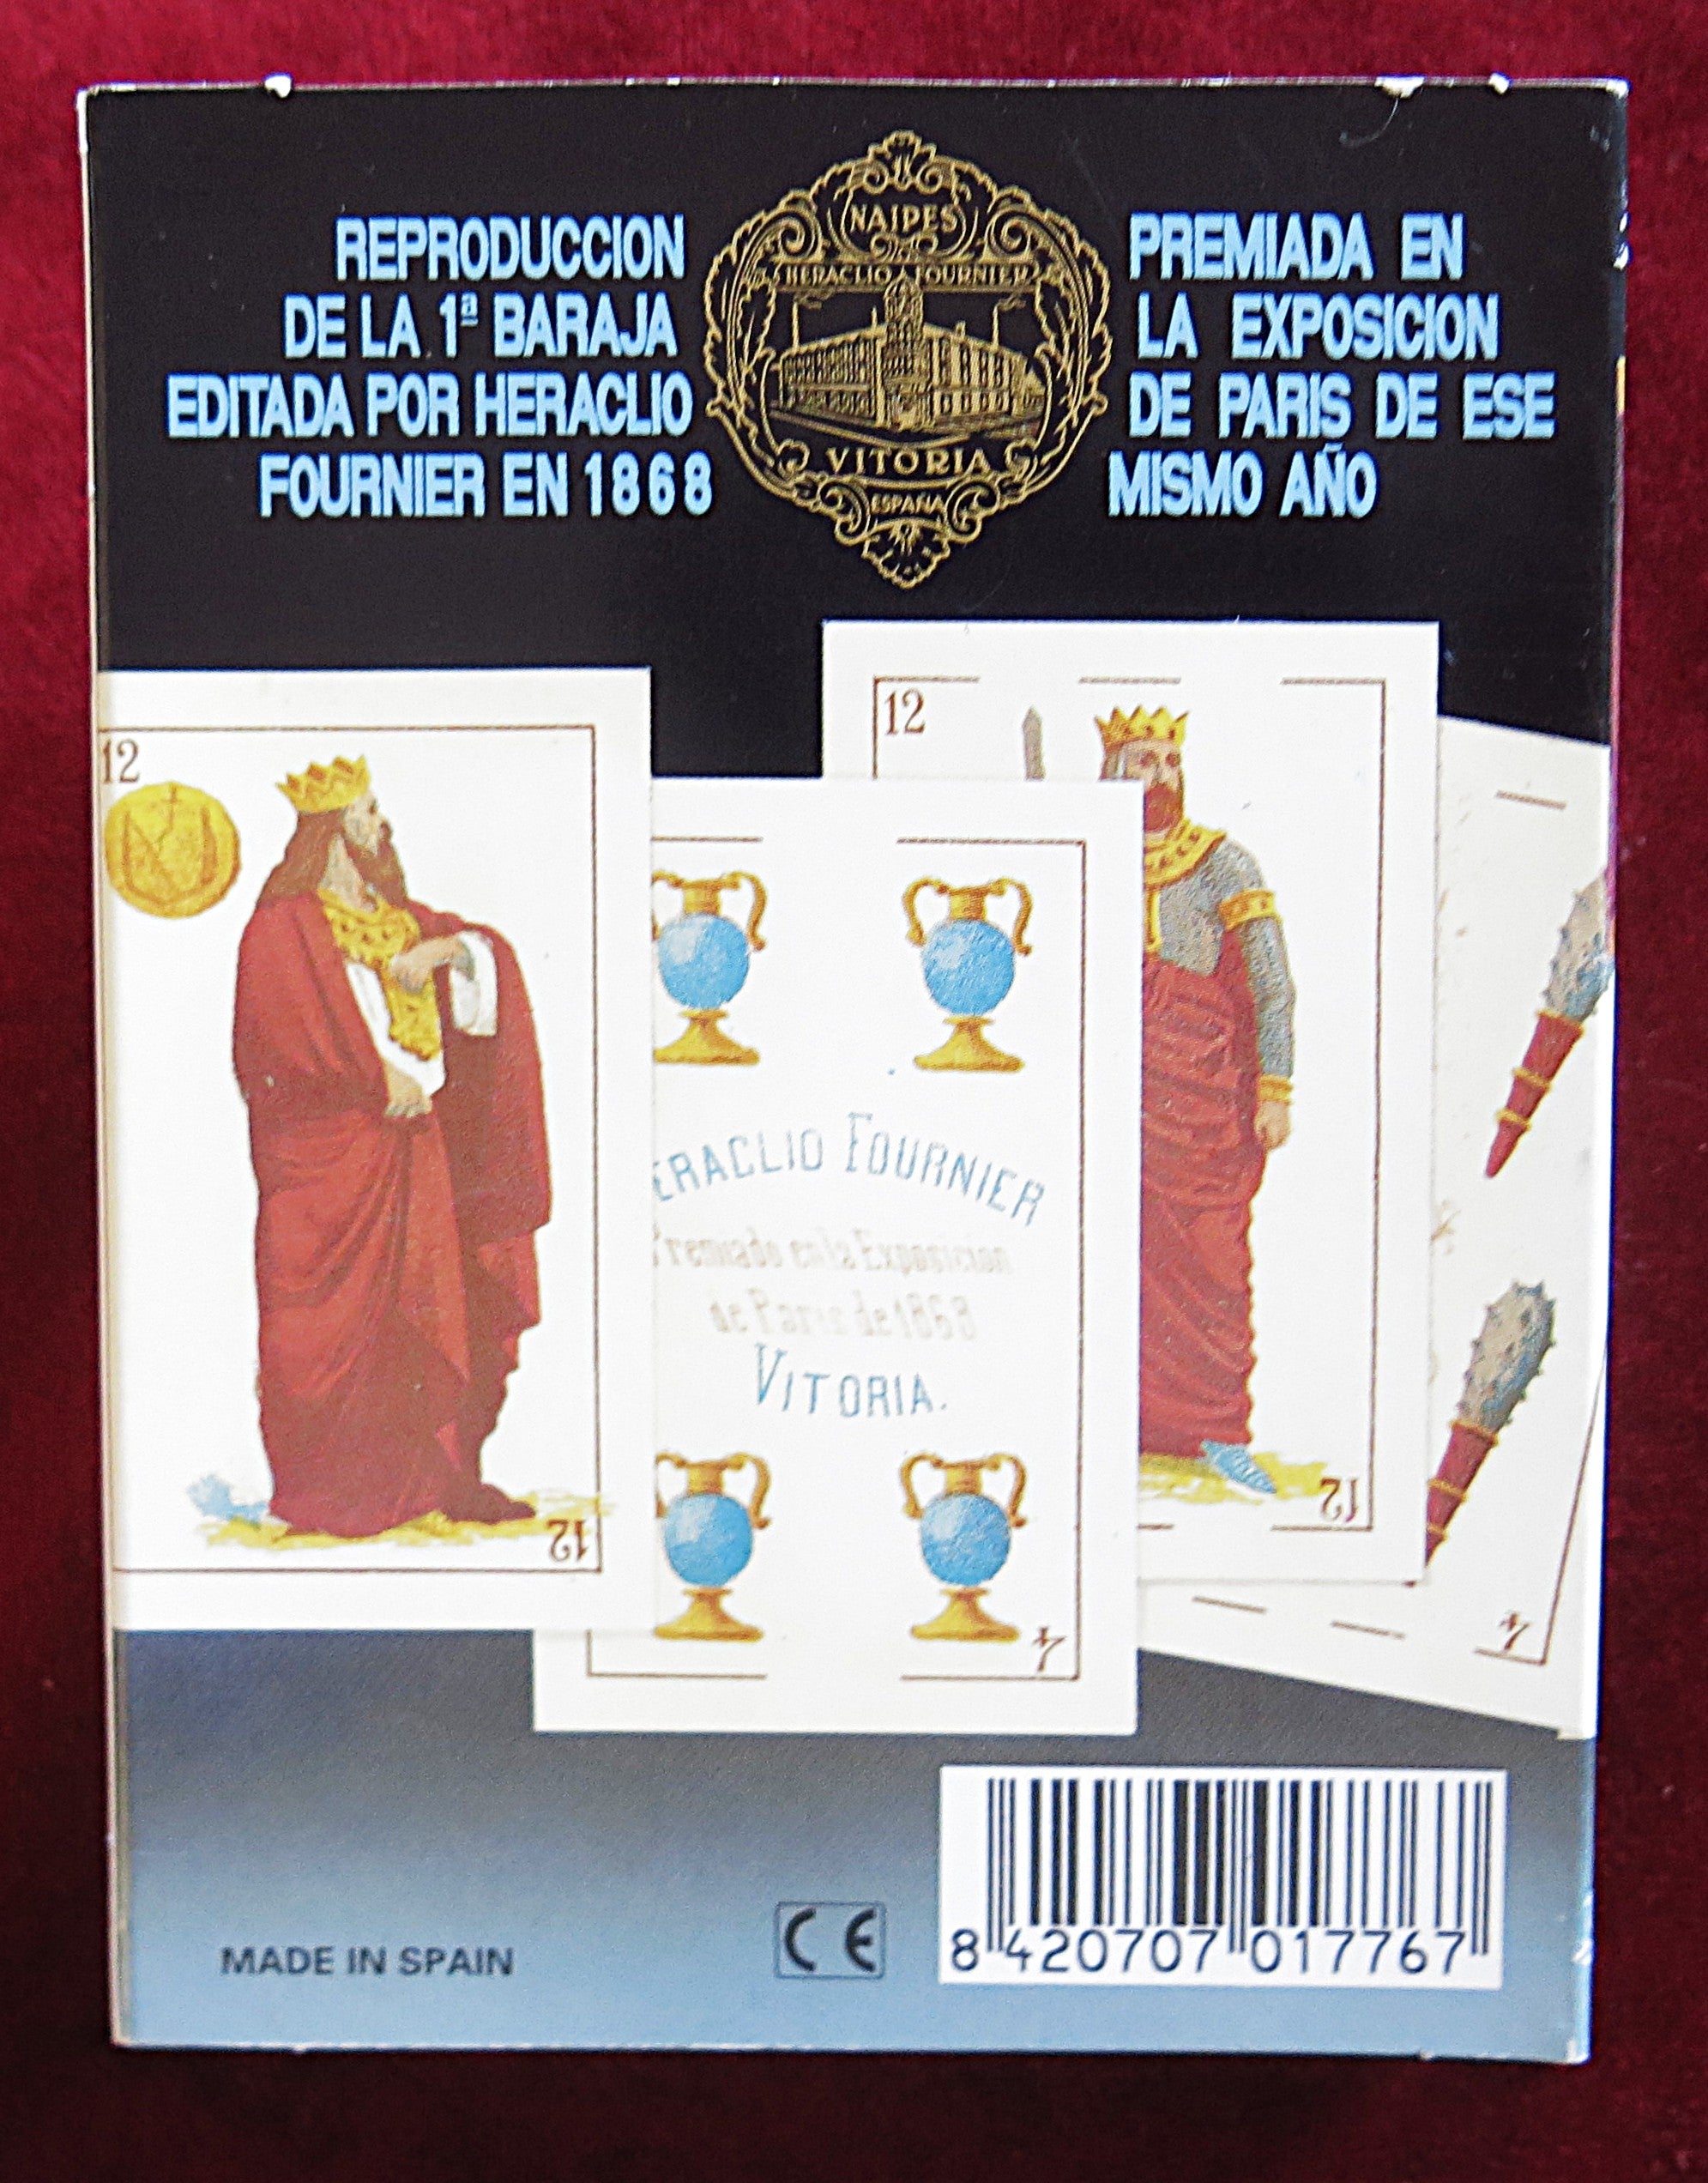 REPRODUCCION
DE LA 1ª BARAJA
EDITADA POR HERACLIO
FOURNIER EN 1868
NAIPES
HERACLIO FOURNIER
VITORIA
ESPAÑA
PREMIADA EN
LA EXPOSICION
DE PARIS DE ESE
MISMO AÑO
12
12
12
12
ERACLIO FOURNIER
Premiado en la Exposicion
de Paris de 1868
VITORIA.
4
4
MADE IN SPAIN
CE
8 420707 017767